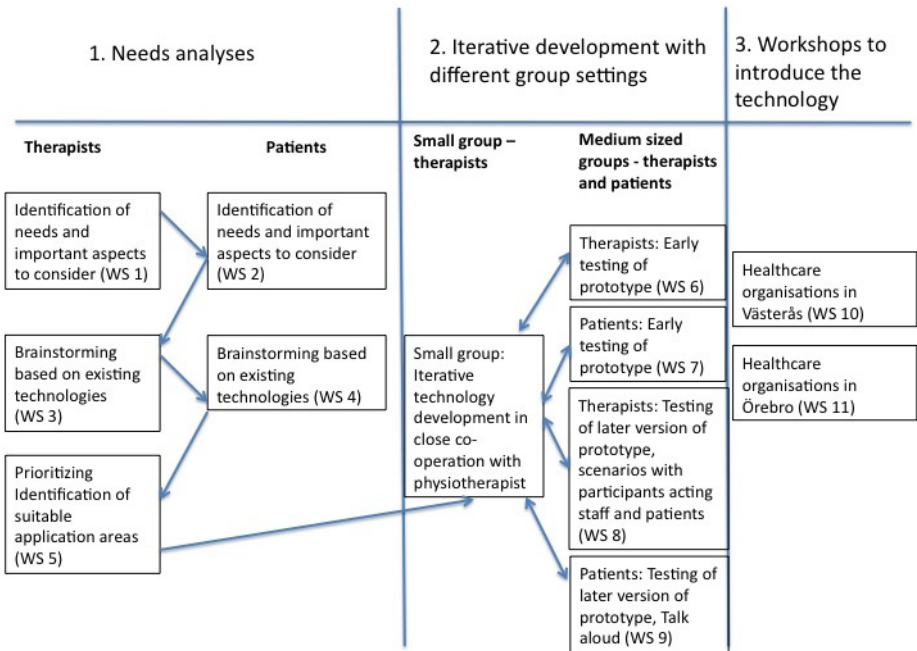 1. Needs analyses
2. Iterative development with
different group settings
3. Workshops to
introduce the
technology
Therapists
Patients
Small group –
therapists
Medium sized
groups - therapists
and patients
Identification of
needs and
important aspects
to consider (WS 1)
Identification of
needs and important
aspects to consider
(WS 2)
Brainstorming
based on existing
technologies
(WS 3)
Brainstorming based
on existing
technologies (WS 4)
Prioritizing
Identification of
suitable
application areas
(WS 5)
Small group:
Iterative
technology
development in
close co-
operation with
physiotherapist
Therapists: Early
testing of
prototype (WS 6)
Patients: Early
testing of
prototype (WS 7)
Therapists: Testing
of later version of
prototype,
scenarios with
participants acting
staff and patients
(WS 8)
Patients: Testing of
later version of
prototype, Talk
aloud (WS 9)
Healthcare
organisations in
Västerås (WS 10)
Healthcare
organisations in
Örebro (WS 11)